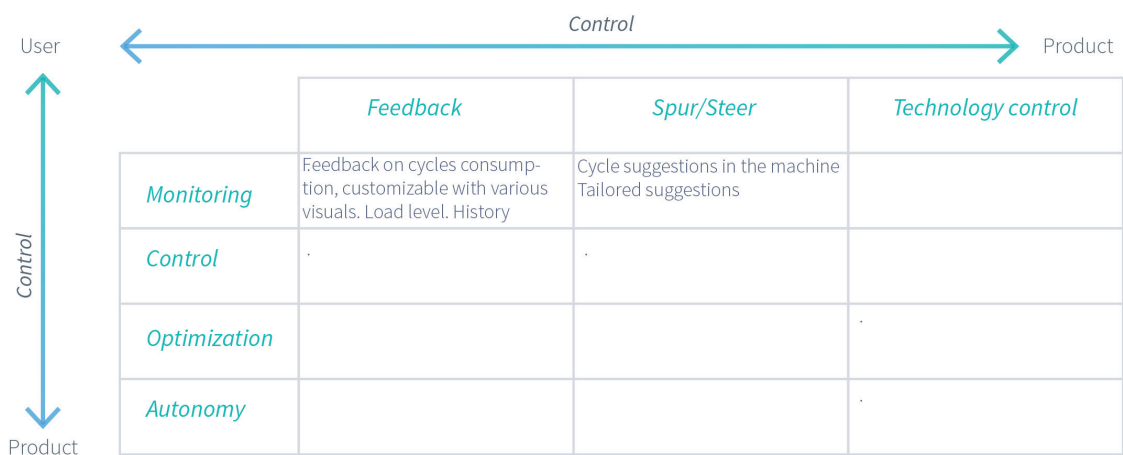 Control
User
Product
Feedback
Spur/Steer
Technology control
Monitoring
Feedback on cycles consump-
tion, customizable with various
visuals. Load level. History
Cycle suggestions in the machine
Tailored suggestions
Control
Control
.
.
Optimization
.
Autonomy
.
Product